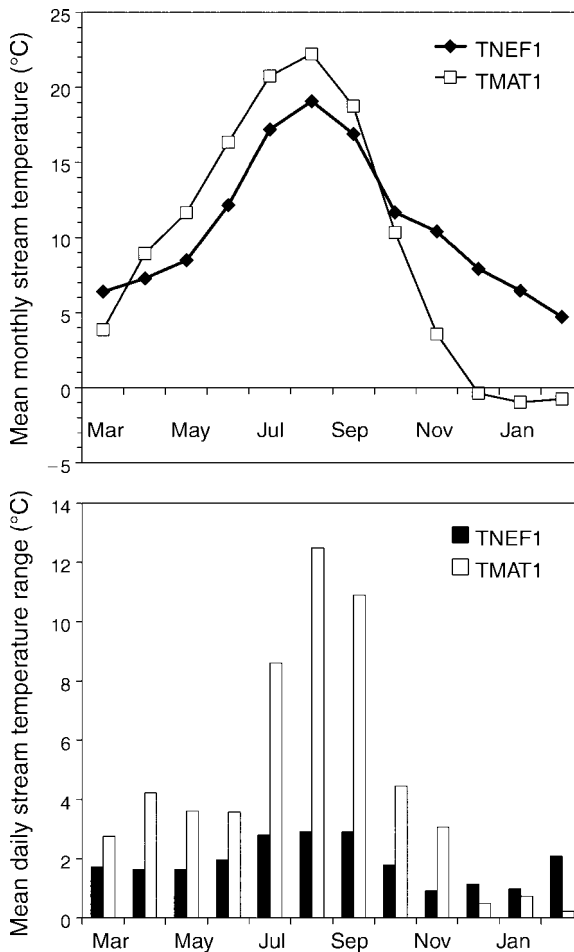 Mean monthly stream temperature (°C)
25
20
15
10
5
0
−5
TNEF1
TMAT1
Mar May Jul Sep Nov Jan
Mean daily stream temperature range (°C)
14
12
10
8
6
4
2
0
TNEF1
TMAT1
Mar May Jul Sep Nov Jan